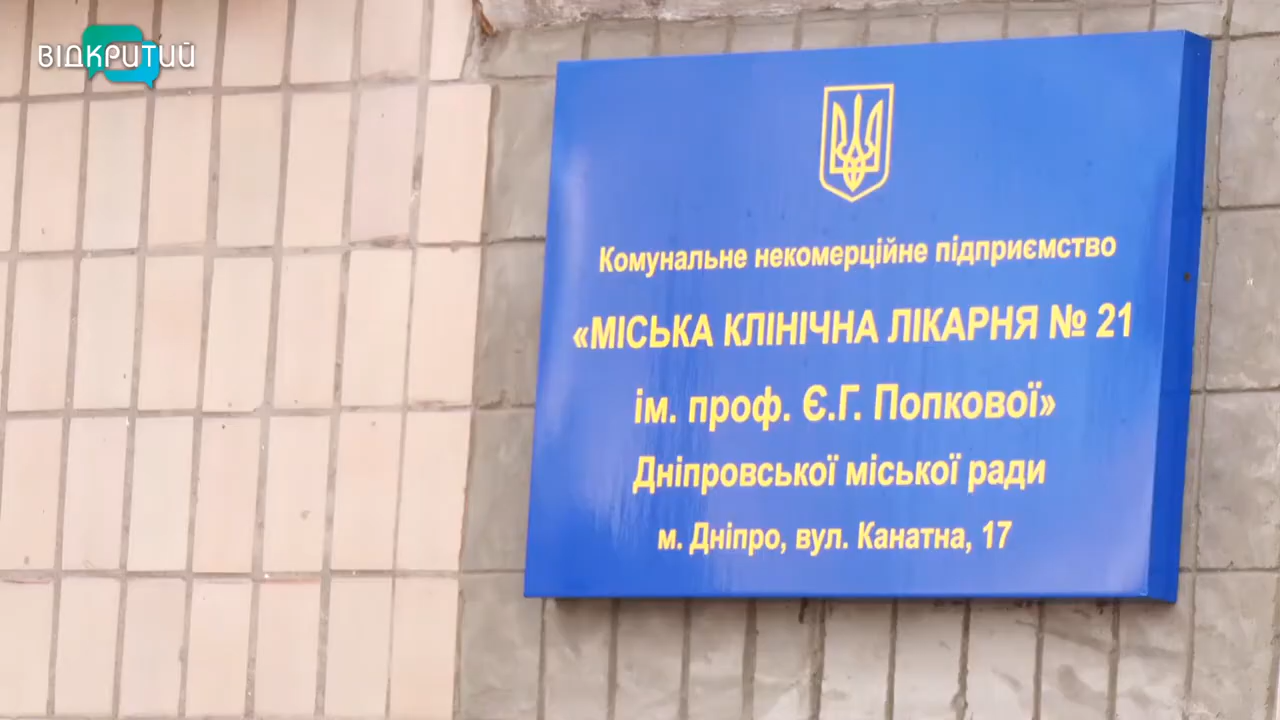 ВІДКРИТИЙ
Комунальне некомерційне підприємство
«МІСЬКА КЛІНІЧНА ЛІКАРНЯ № 21
ім. проф. Є.Г. Попкової»
Дніпровської міської ради
м. Дніпро, вул. Канатна, 17